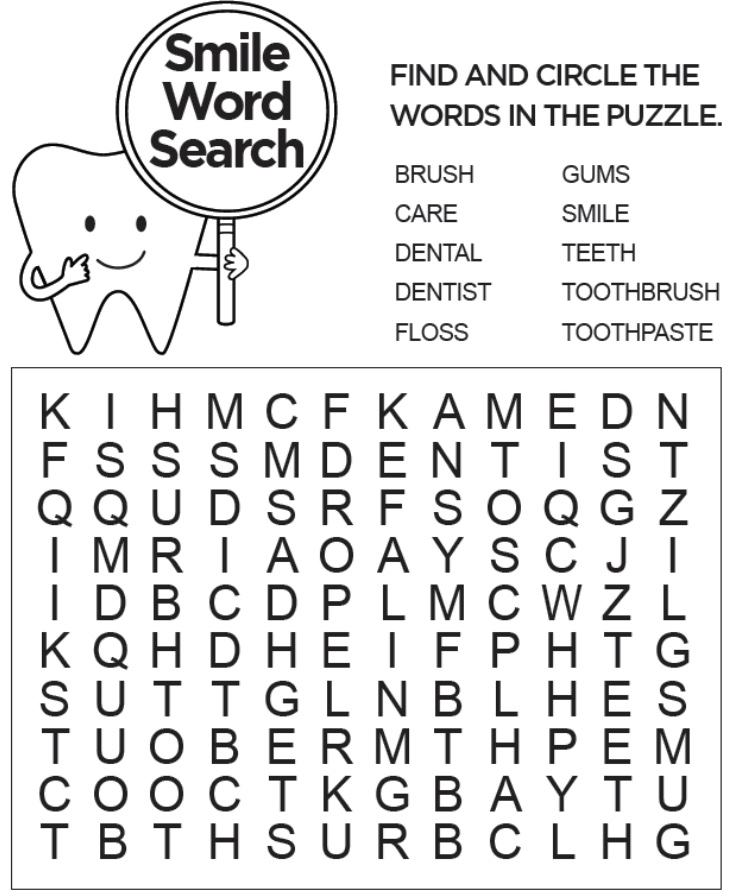 Smile
Word
Search
FIND AND CIRCLE THE
WORDS IN THE PUZZLE.
BRUSH GUMS
CARE SMILE
DENTAL TEETH
DENTIST TOOTHBRUSH
FLOSS TOOTHPASTE
K I H M C F K A M E D N
F S S S M D E N T I S T
Q Q U D S R F S O Q G Z
I M R I A O A Y S C J I
I D B C D P L M C W Z L
K Q H D H E I F P H T G
S U T T G L N B L H E S
T U O B E R M T H P E M
C O O C T K G B A Y T U
T B T H S U R B C L H G